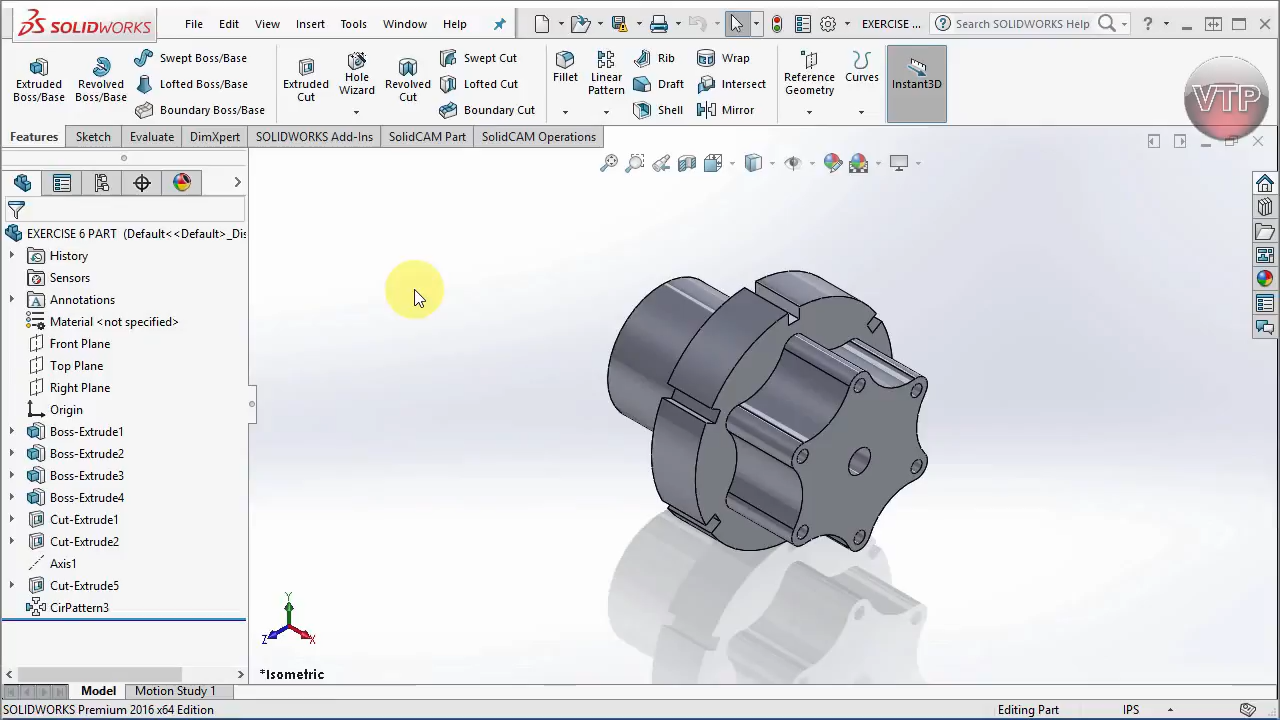 SOLIDWORKS File Edit View Insert Tools Window Help EXERCISE ... Search SOLIDWORKS Help
Extruded Boss/Base
Revolved Boss/Base
Swept Boss/Base
Lofted Boss/Base
Boundary Boss/Base
Extruded Cut
Hole Wizard
Revolved Cut
Swept Cut
Lofted Cut
Boundary Cut
Fillet
Linear Pattern
Rib
Draft
Shell
Wrap
Intersect
Mirror
Reference Geometry
Curves
Instant3D
VTP
Features Sketch Evaluate DimXpert SOLIDWORKS Add-Ins SolidCAM Part SolidCAM Operations
EXERCISE 6 PART (Default<<Default>_Dis
History
Sensors
Annotations
Material <not specified>
Front Plane
Top Plane
Right Plane
Origin
Boss-Extrude1
Boss-Extrude2
Boss-Extrude3
Boss-Extrude4
Cut-Extrude1
Cut-Extrude2
Axis1
Cut-Extrude5
CirPattern3
Y
Z X
*Isometric
Model Motion Study 1
SOLIDWORKS Premium 2016 x64 Edition Editing Part IPS